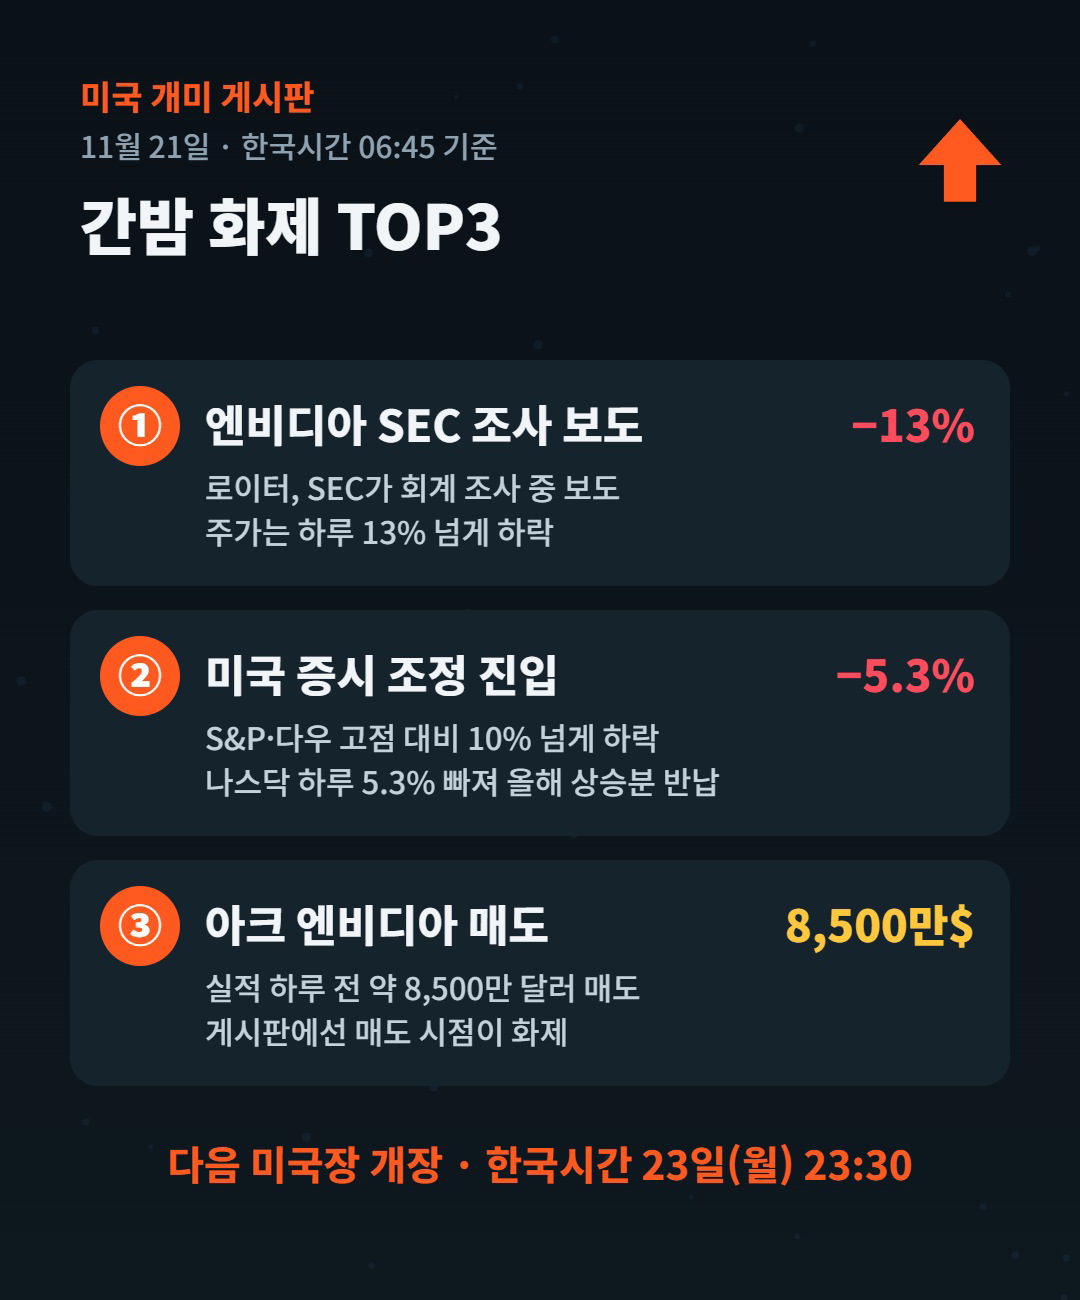 미국 개미 게시판
11월 21일 · 한국시간 06:45 기준
간밤 화제 TOP3
① 엔비디아 SEC 조사 보도 −13%
로이터, SEC가 회계 조사 중 보도
주가는 하루 13% 넘게 하락
② 미국 증시 조정 진입 −5.3%
S&P·다우 고점 대비 10% 넘게 하락
나스닥 하루 5.3% 빠져 올해 상승분 반납
③ 아크 엔비디아 매도 8,500만$
실적 하루 전 약 8,500만 달러 매도
게시판에선 매도 시점이 화제
다음 미국장 개장 · 한국시간 23일(월) 23:30